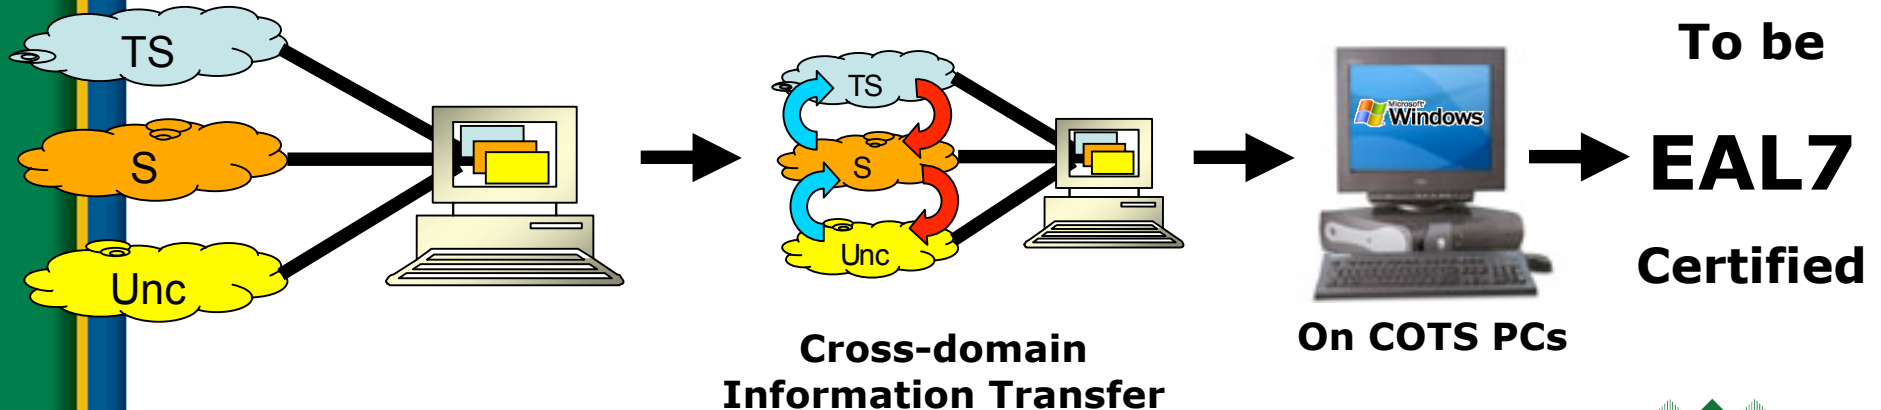 TS
S
Unc
TS
S
Unc
Cross-domain
Information Transfer
Microsoft
Windows
On COTS PCs
To be
EAL7
Certified